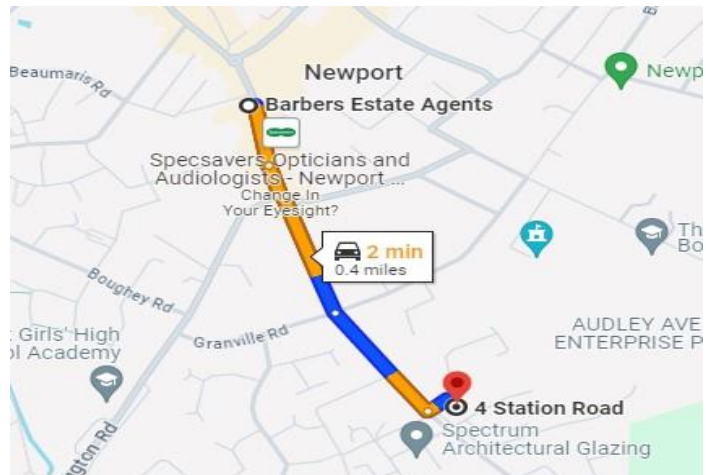 Beaumaris Rd
Newport
Newp
Barbers Estate Agents
Specsavers Opticians and
Audiologists - Newport ...
Change In
Your Eyesight?
2 min
0.4 miles
Boughey Rd
Th
Bo
Granville Rd
Girls' High
ol Academy
AUDLEY AVE
ENTERPRISE P
4 Station Road
Spectrum
Architectural Glazing
ngton Rd